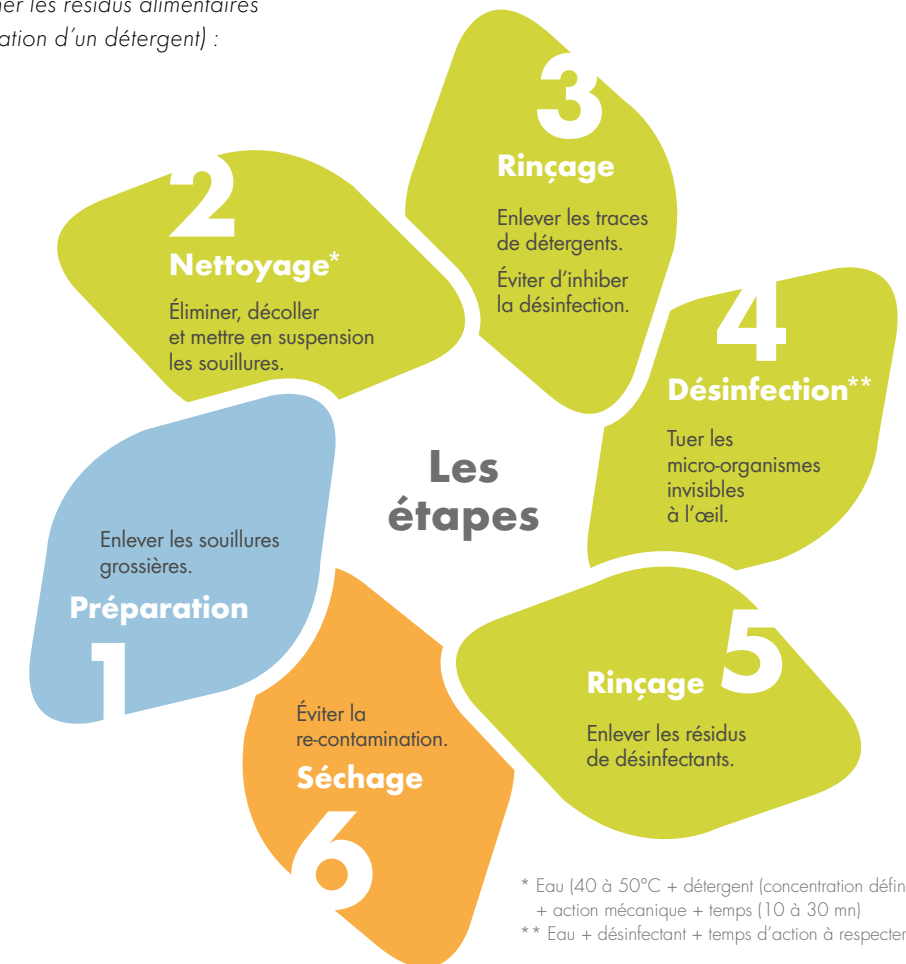 les résidus alimentaires
d'un détergent) :
Les
étapes
Enlever les souillures
grossières.
Préparation
1
2
Nettoyage*
Éliminer, décoller
et mettre en suspension
les souillures.
3
Rinçage
Enlever les traces
de détergents.
Éviter d'inhiber
la désinfection.
4
Désinfection**
Tuer les
micro-organismes
invisibles
à l'œil.
5
Rinçage
Enlever les résidus
de désinfectants.
Éviter la
re-contamination.
Séchage
6
* Eau (40 à 50°C + détergent (concentration
+ action mécanique + temps (10 à 30 mn)
** Eau + désinfectant + temps d'action à respecter